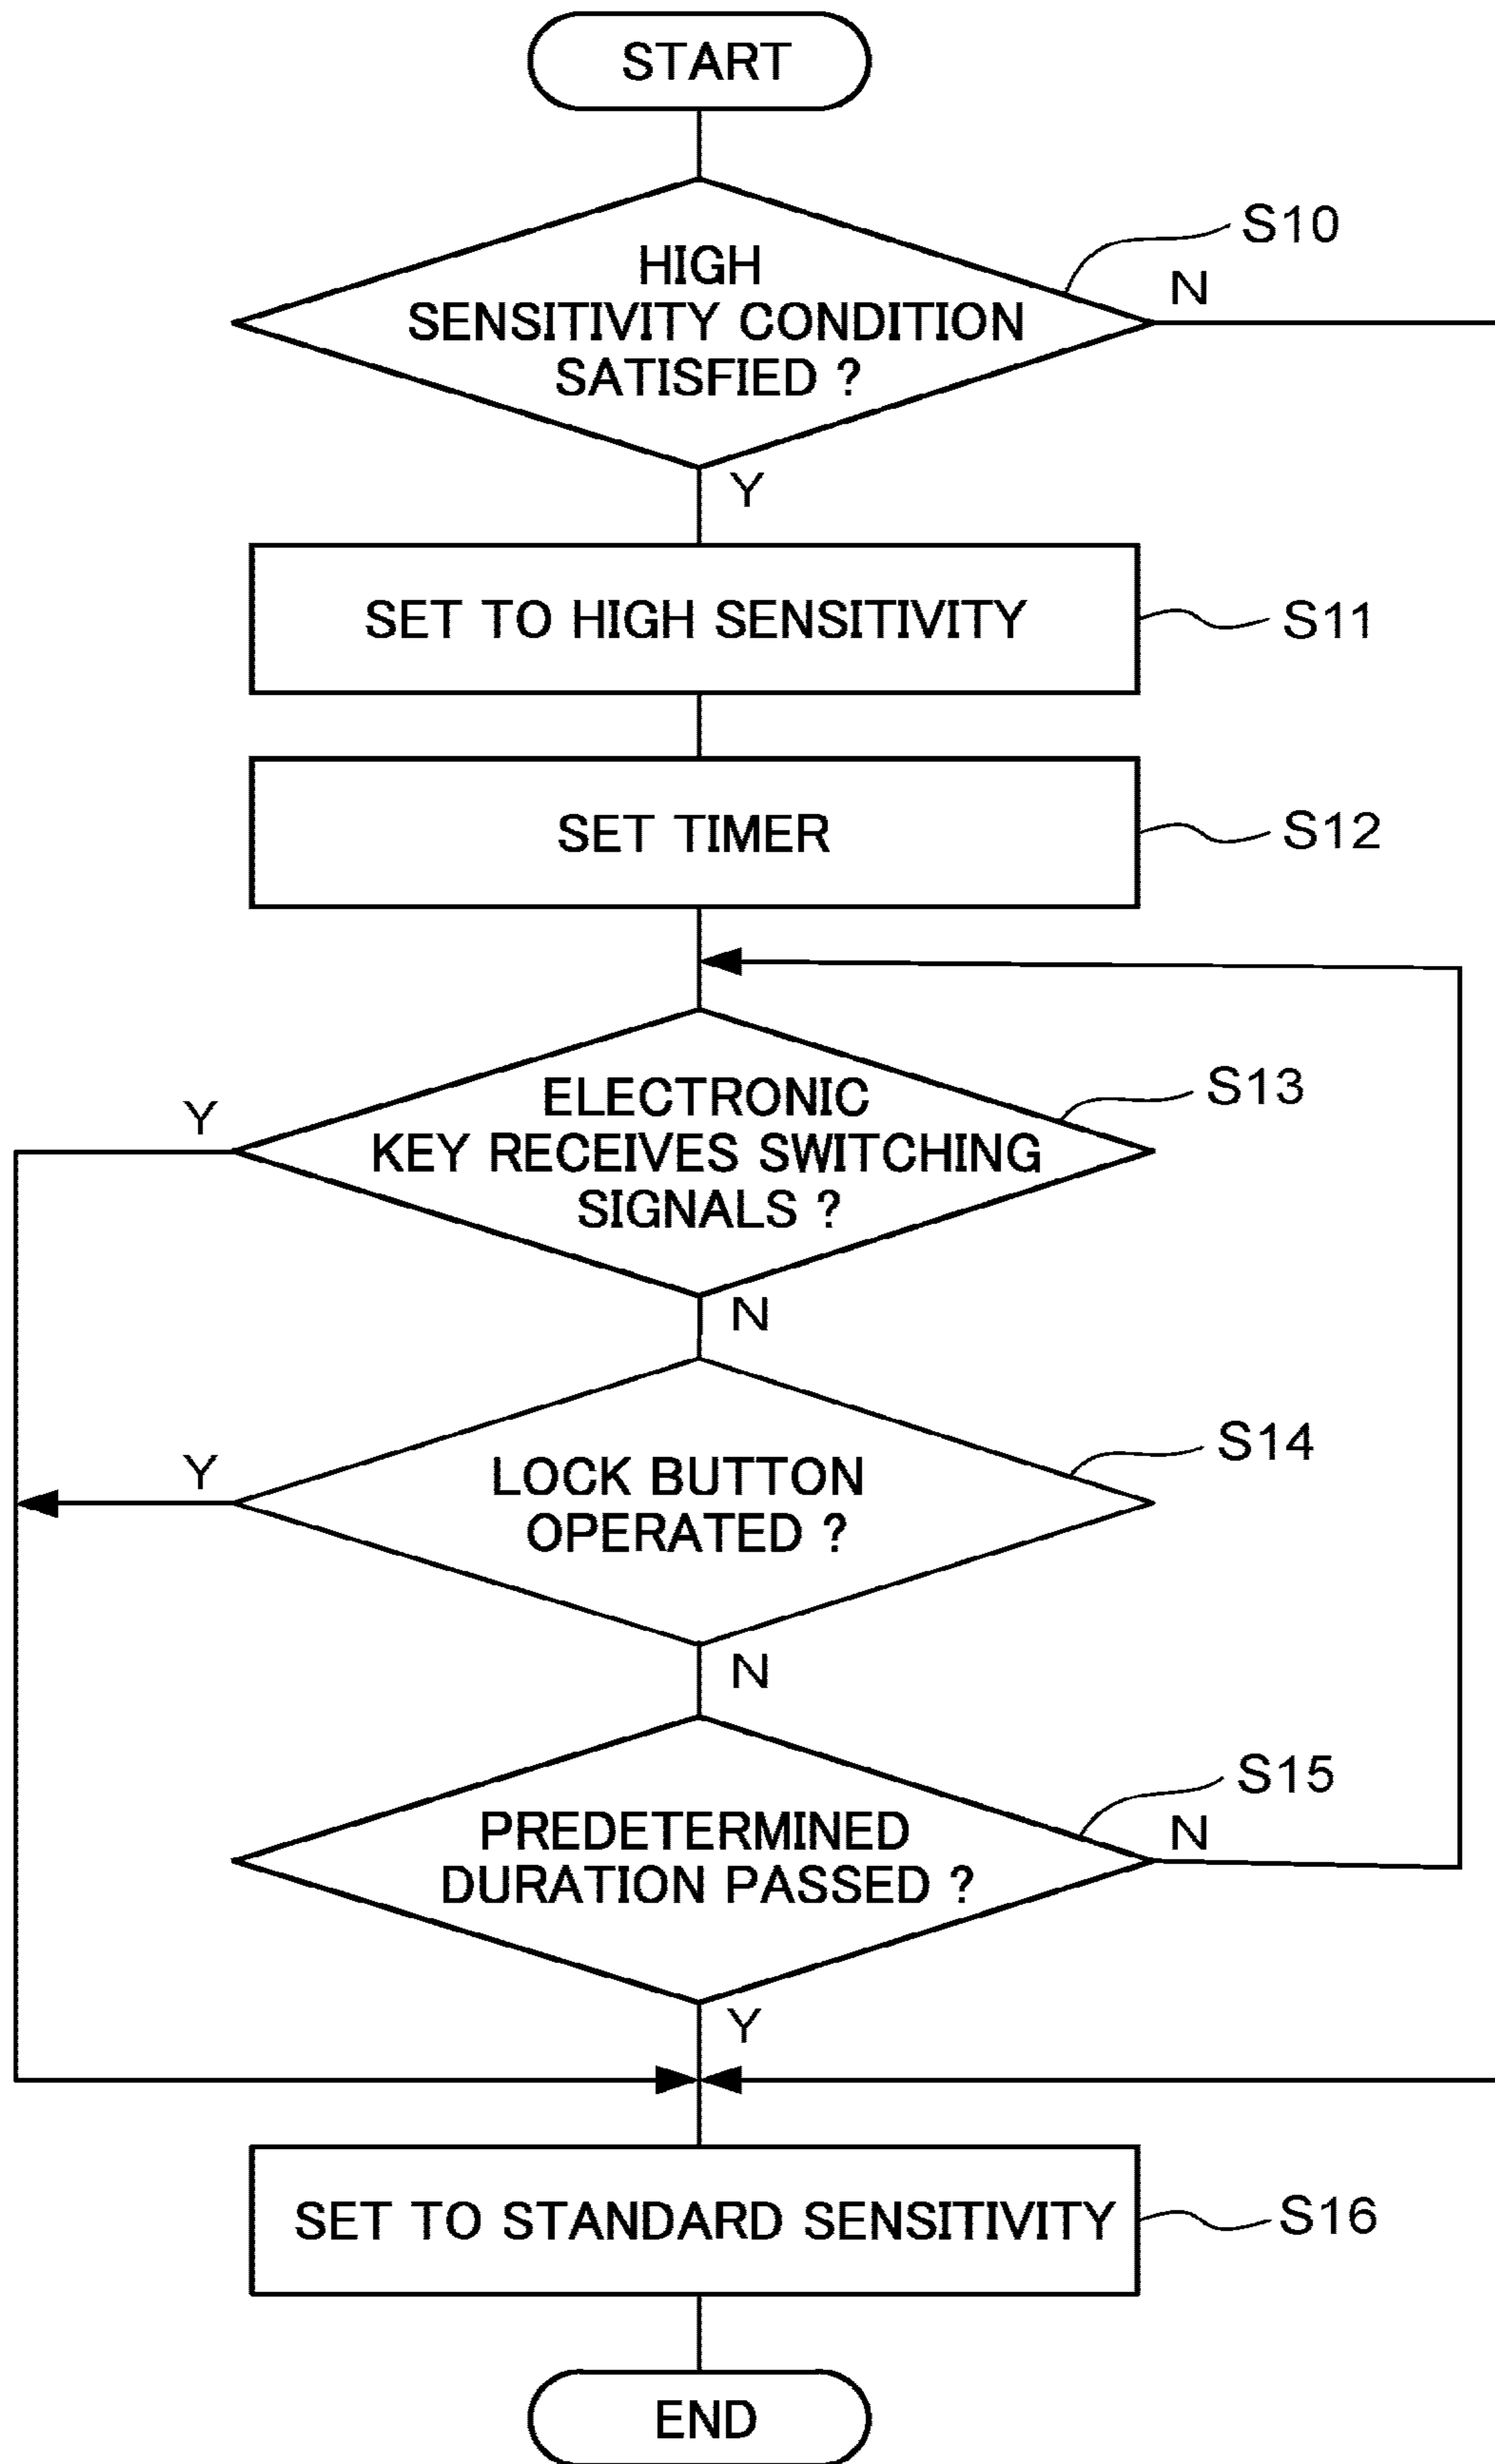 START
S10
HIGH
SENSITIVITY CONDITION
SATISFIED ?
N
Y
SET TO HIGH SENSITIVITY
S11
SET TIMER
S12
S13
ELECTRONIC
KEY RECEIVES SWITCHING
SIGNALS ?
Y
N
S14
LOCK BUTTON
OPERATED ?
Y
N
S15
PREDETERMINED
DURATION PASSED ?
N
Y
SET TO STANDARD SENSITIVITY
S16
END